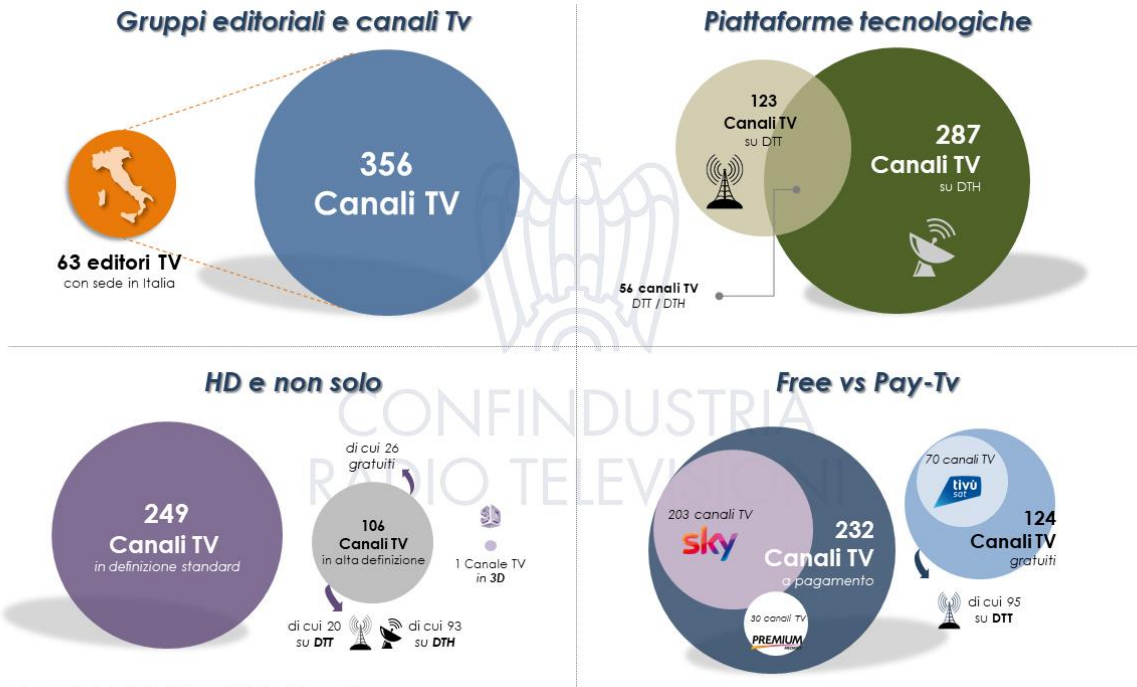 Gruppi editoriali e canali Tv
356
Canali TV
63 editori TV
con sede in Italia
Piattaforme tecnologiche
123
Canali TV
su DTT
287
Canali TV
su DTH
56 canali TV
DTT / DTH
CONFINDUSTRIA
RADIO TELEVISIONI
HD e non solo
249
Canali TV
in definizione standard
di cui 26
gratuiti
106
Canali TV
in alta definizione
3D
1 Canale TV
in 3D
di cui 20
su DTT
di cui 93
su DTH
Free vs Pay-Tv
203 canali TV
sky
232
Canali TV
a pagamento
30 canali TV
PREMIUM
70 canali TV
tivù
sat
124
Canali TV
gratuiti
di cui 95
su DTT